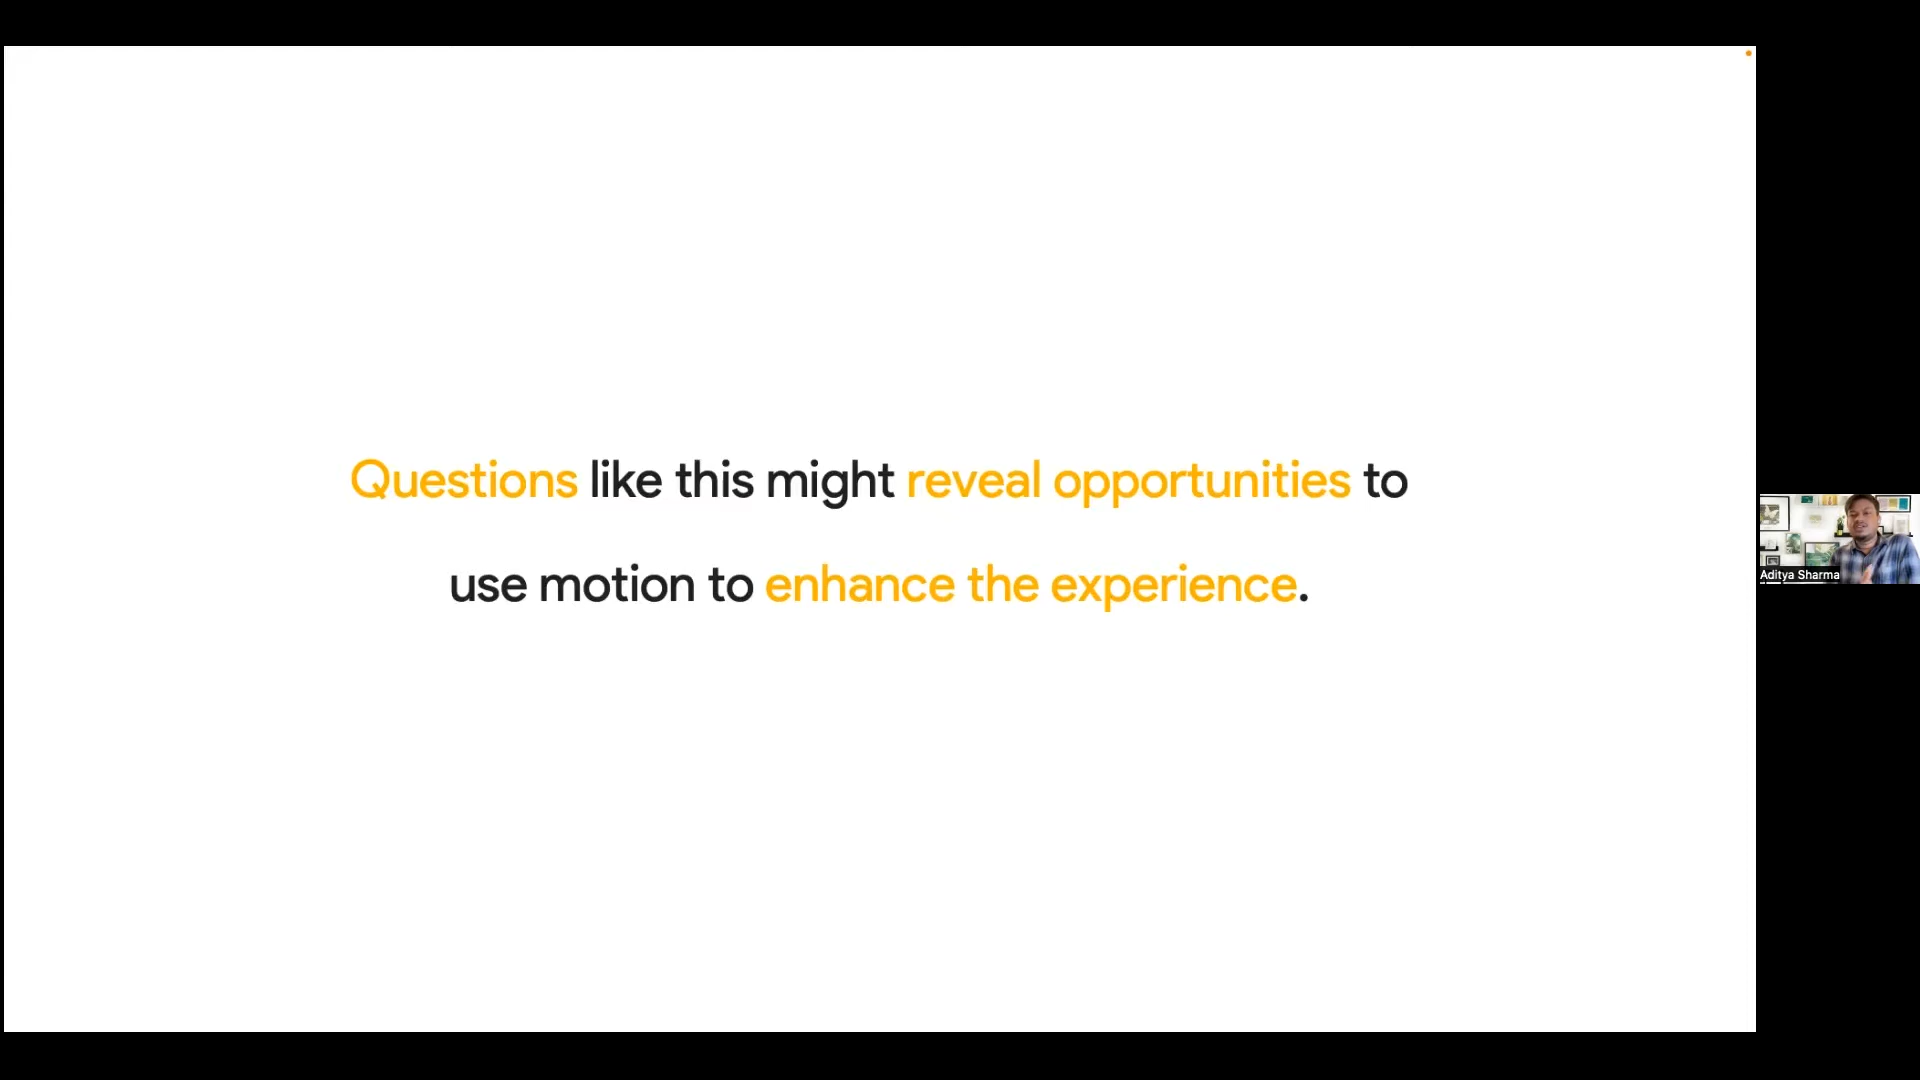 Questions like this might reveal opportunities to
use motion to enhance the experience.
Aditya Sharma